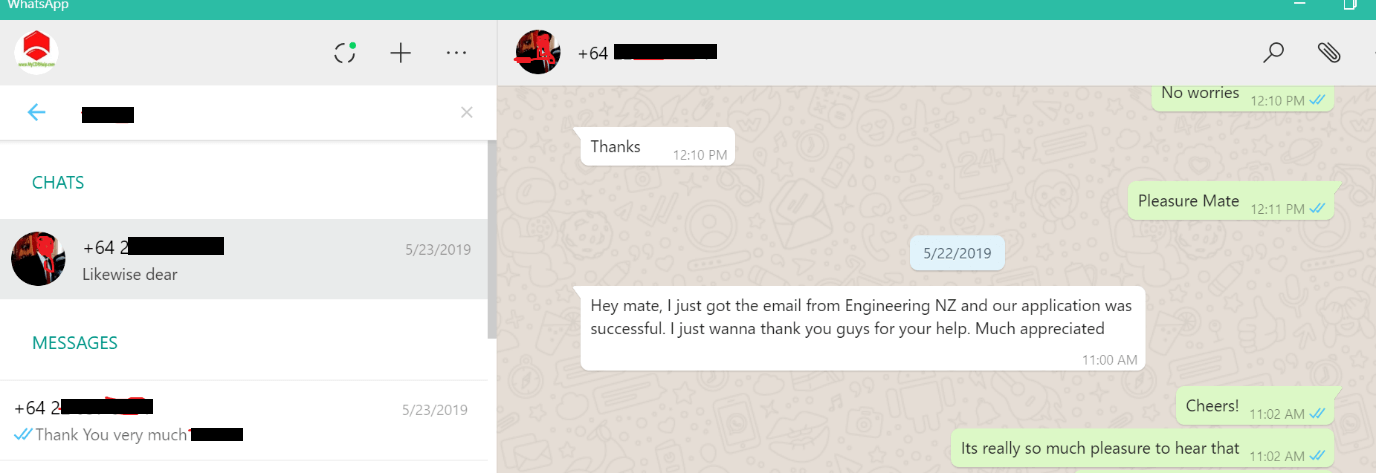 WhatsApp
+64
CHATS
+64 2
5/23/2019
Likewise dear
MESSAGES
+64 2
5/23/2019
Thank You very much
No worries
12:10 PM
Thanks
12:10 PM
Pleasure Mate
12:11 PM
5/22/2019
Hey mate, I just got the email from Engineering NZ and our application was
successful. I just wanna thank you guys for your help. Much appreciated
11:00 AM
Cheers!
11:02 AM
Its really so much pleasure to hear that
11:02 AM